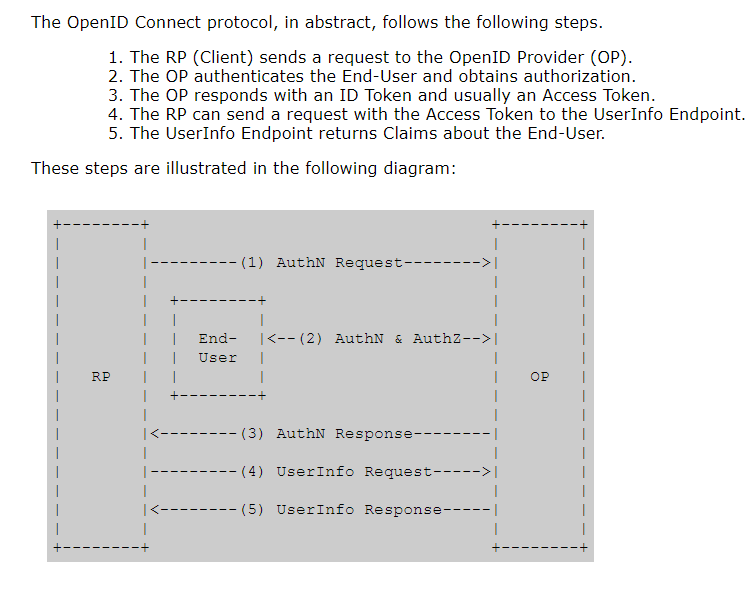 The OpenID Connect protocol, in abstract, follows the following steps.
1. The RP (Client) sends a request to the OpenID Provider (OP).
2. The OP authenticates the End-User and obtains authorization.
3. The OP responds with an ID Token and usually an Access Token.
4. The RP can send a request with the Access Token to the UserInfo Endpoint.
5. The UserInfo Endpoint returns Claims about the End-User.
These steps are illustrated in the following diagram:
+--------+                                   +--------+
|        |                                   |        |
|        |---------(1) AuthN Request-------->|        |
|        |                                   |        |
|        |  +--------+                       |        |
|        |  |        |                       |        |
|        |  |  End-  |<--(2) AuthN & AuthZ-->|        |
|        |  |  User  |                       |        |
|   RP   |  |        |                       |   OP   |
|        |  +--------+                       |        |
|        |                                   |        |
|        |<--------(3) AuthN Response--------|        |
|        |                                   |        |
|        |---------(4) UserInfo Request----->|        |
|        |                                   |        |
|        |<--------(5) UserInfo Response-----|        |
|        |                                   |        |
+--------+                                   +--------+